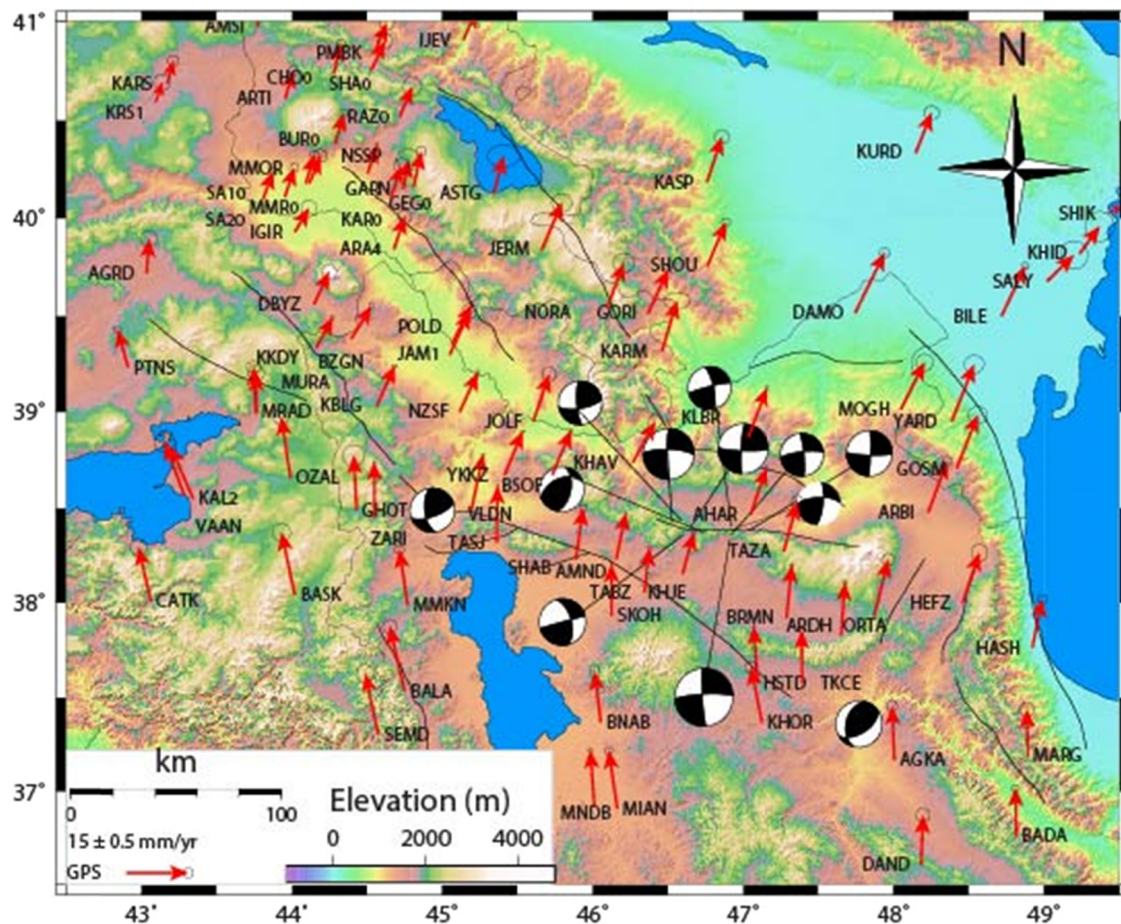 41°
AMSI
PMBK
IJEV
N
KARS
CHO0
SHA0
ARTI
KRS1
RAZ0
BUR0
NSSP
KURD
MMOR
GARN
KASP
SA10
ASTG
GEG0
MMR0
SA20
KAR0
IGIR
SHIK
40°
ARA4
JERM
KHID
SHOU
AGRD
SALY
DBYZ
NORA
GORI
DAMO
BILE
POLD
JAM1
KARM
KKDY
BZGN
PTNS
MURA
39°
MRAD
KBLG
NZSF
JOLF
KLBR
MOGH
YARD
KHAV
GOSM
OZAL
YKKZ
BSOF
KAL2
GHOT
VLDN
AHAR
ARBI
VAAN
ZARI
TASJ
TAZA
SHAB
AMND
38°
CATK
BASK
MMKN
TABZ
KHJE
SKOH
BRMN
ARDH
ORTA
HEFZ
HASH
BALA
HSTD
TKCE
BNAB
KHOR
SEMD
AGKA
MARG
km
37°
0
100
Elevation (m)
MNDB
MIAN
BADA
15 ± 0.5 mm/yr
0
2000
4000
GPS
DAND
43°
44°
45°
46°
47°
48°
49°